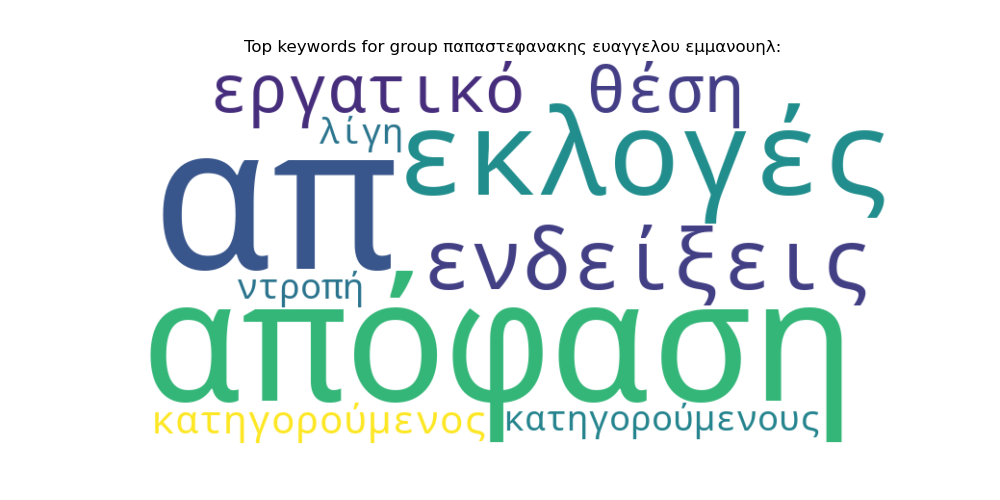 Top keywords for group παπαστεφανακης ευαγγελου εμμανουηλ:
εργατικό θέση
λίγη εκλογές
απ
ενδείξεις
ντροπή
απόφαση
κατηγορούμενος κατηγορούμενους